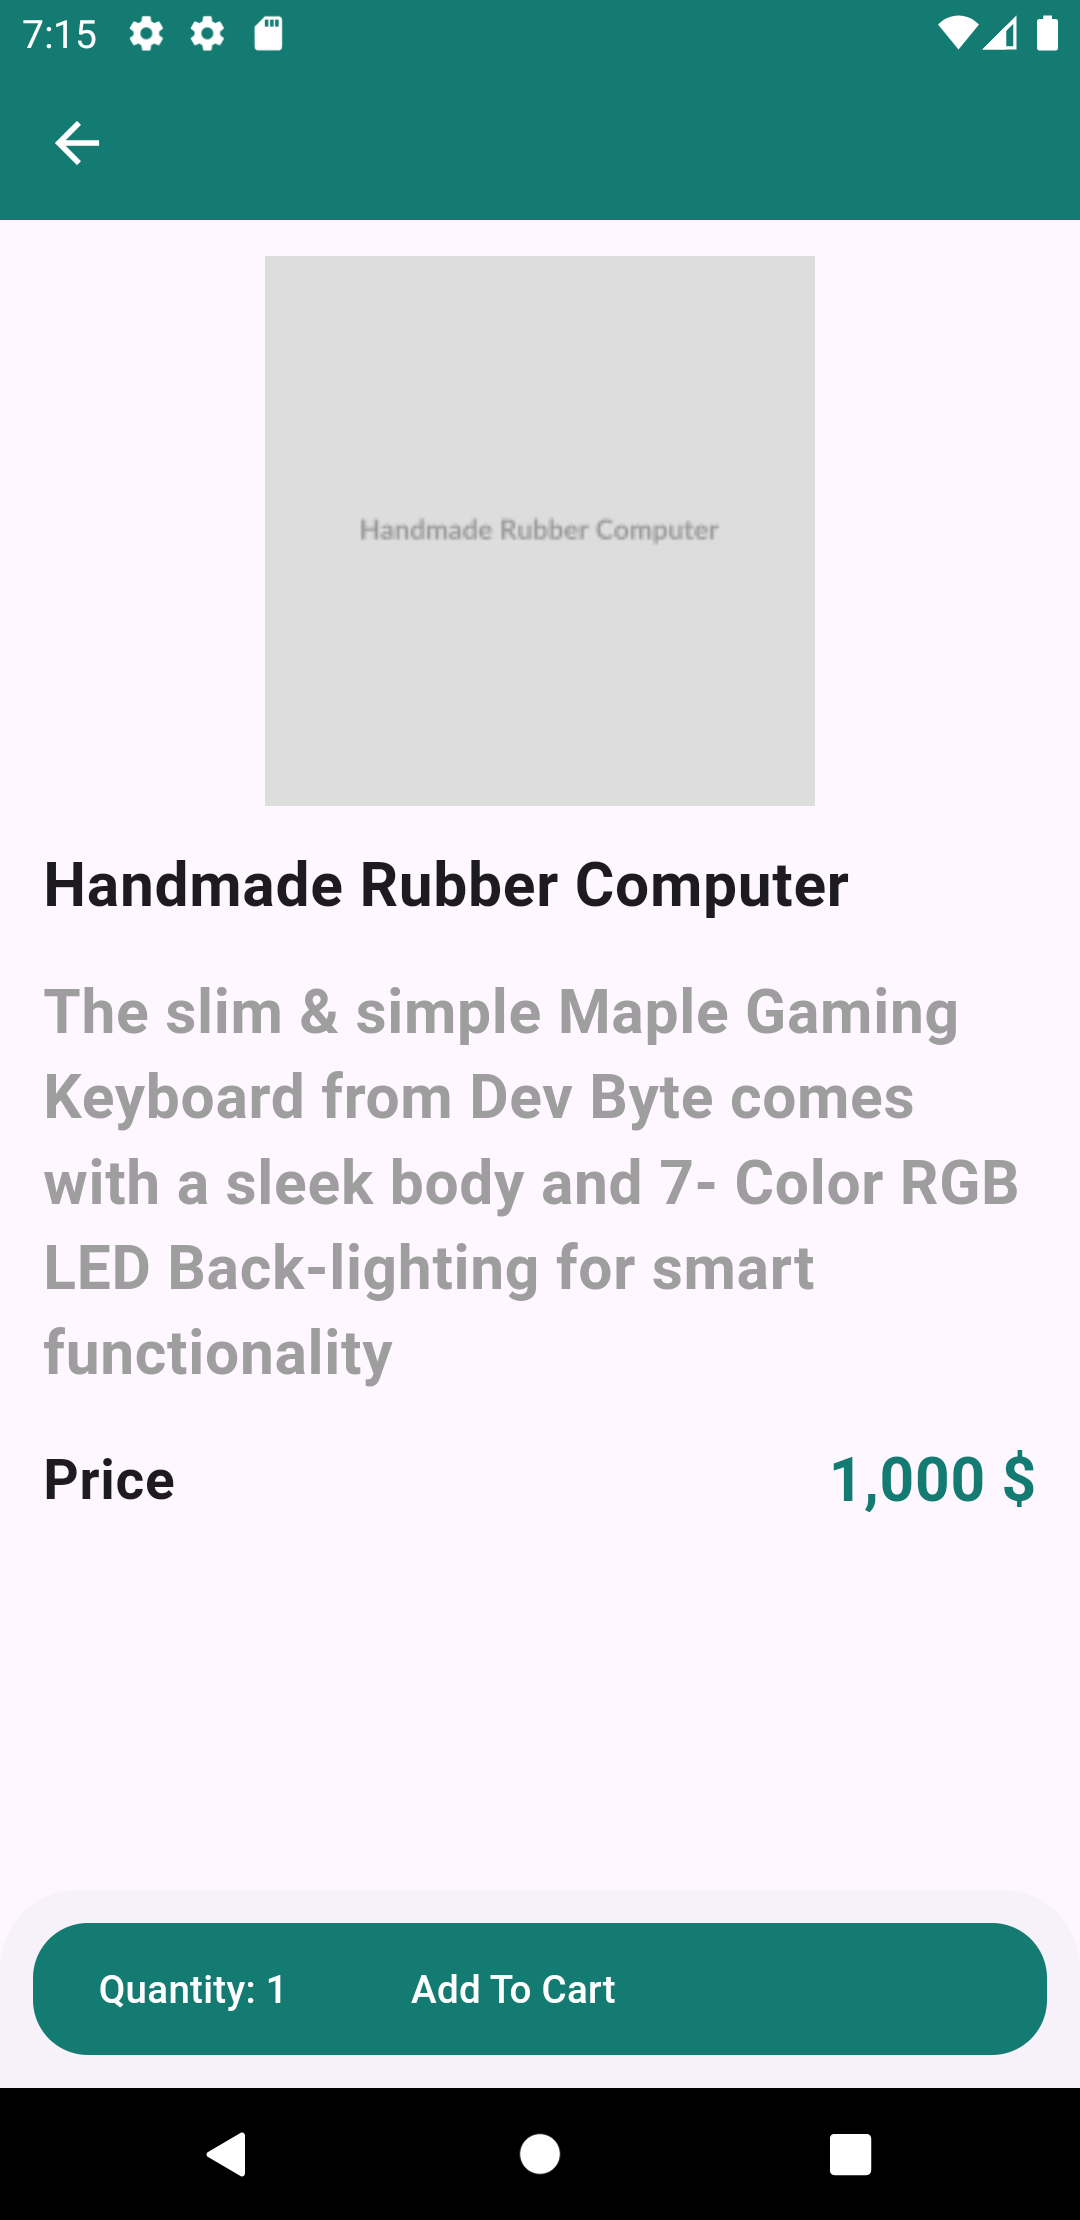 7:15
Handmade Rubber Computer
Handmade Rubber Computer
The slim & simple Maple Gaming
Keyboard from Dev Byte comes
with a sleek body and 7- Color RGB
LED Back-lighting for smart
functionality
Price 1,000 $
Quantity: 1 Add To Cart